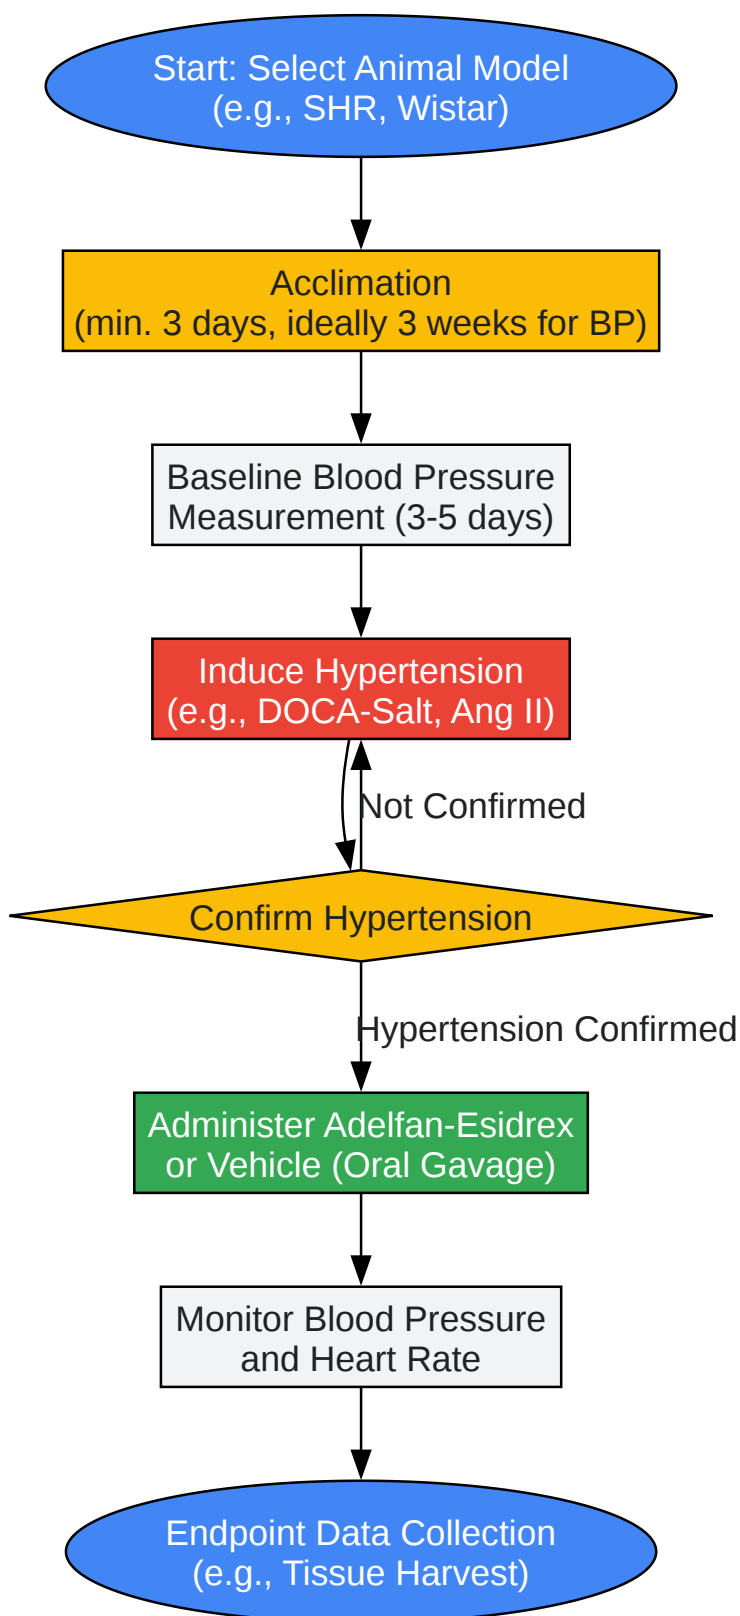 Start: Select Animal Model
(e.g., SHR, Wistar)
Acclimation
(min. 3 days, ideally 3 weeks for BP)
Baseline Blood Pressure
Measurement (3-5 days)
Induce Hypertension
(e.g., DOCA-Salt, Ang II)
Not Confirmed
Confirm Hypertension
Hypertension Confirmed
Administer Adelfan-Esidrex
or Vehicle (Oral Gavage)
Monitor Blood Pressure
and Heart Rate
Endpoint Data Collection
(e.g., Tissue Harvest)